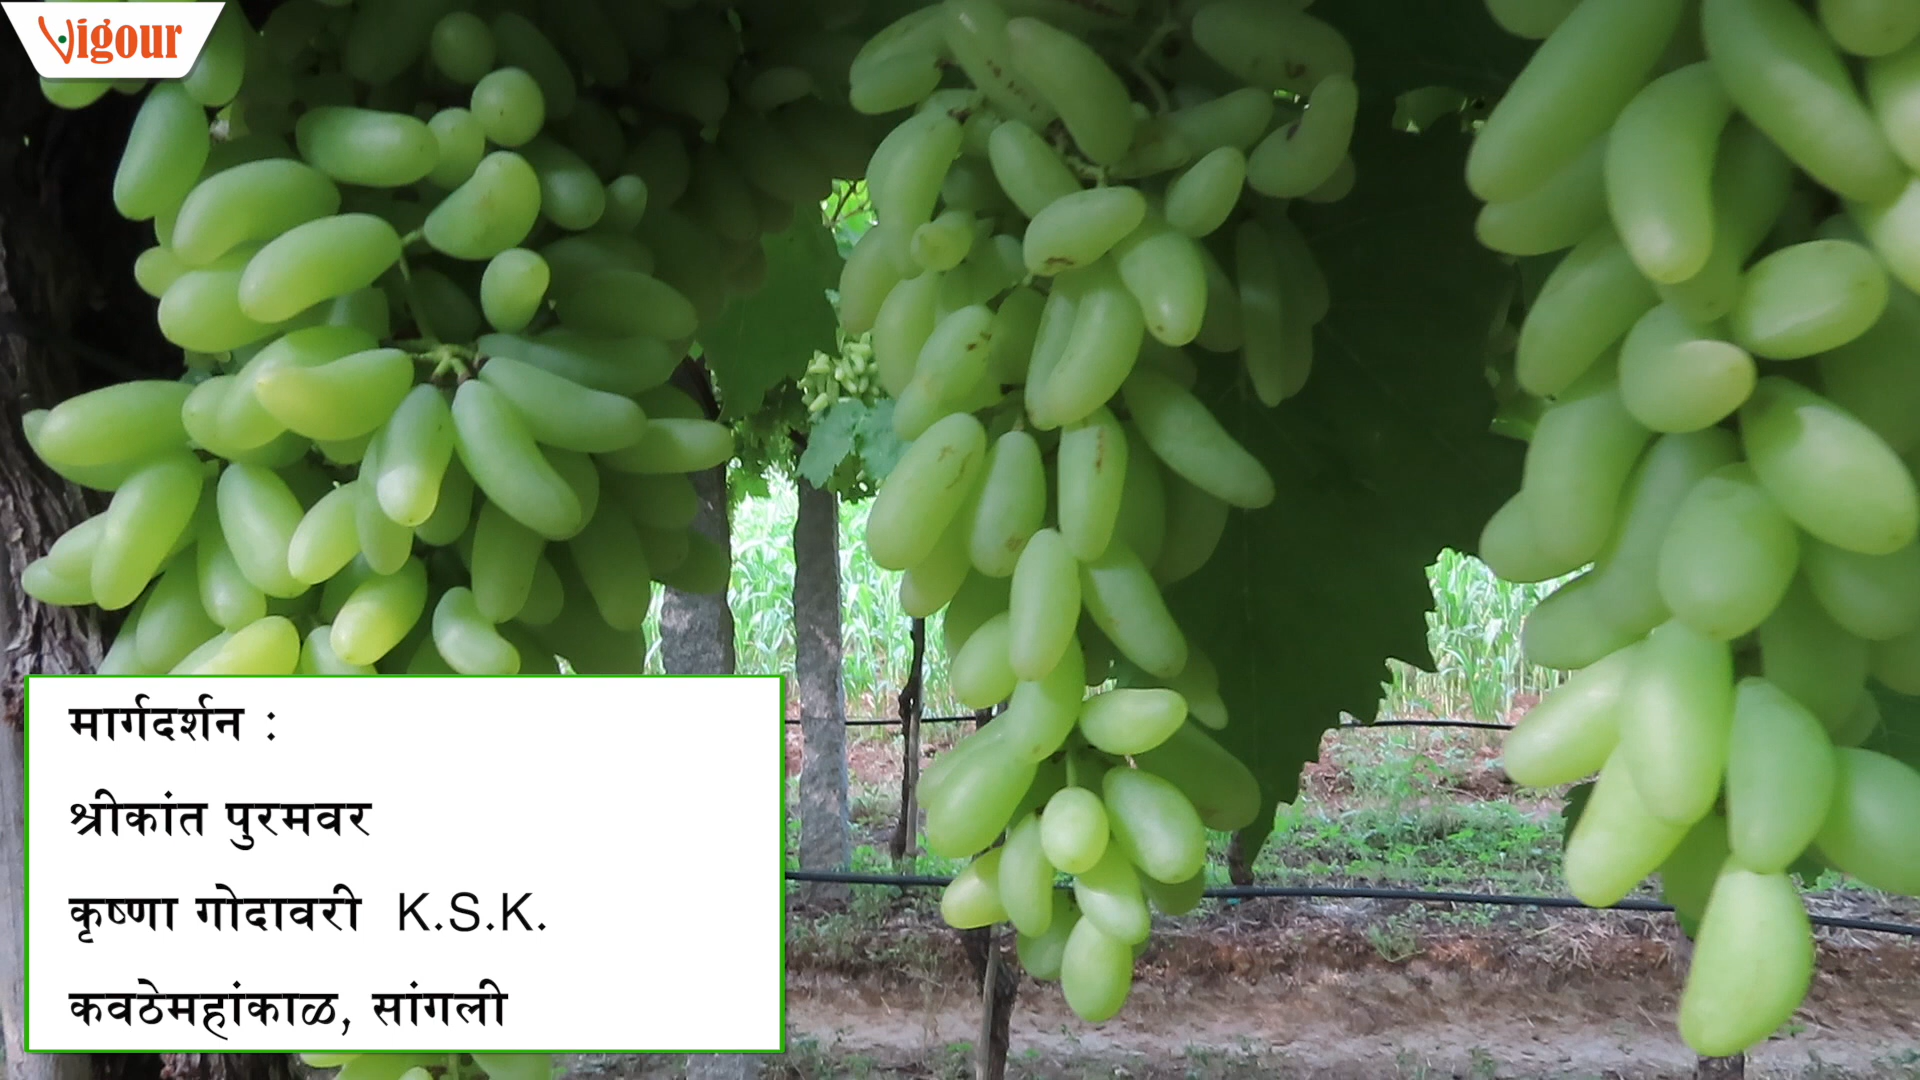 Vigour
मार्गदर्शन :
श्रीकांत पुरमवर
कृष्णा गोदावरी K.S.K.
कवठेमहांकाळ, सांगली